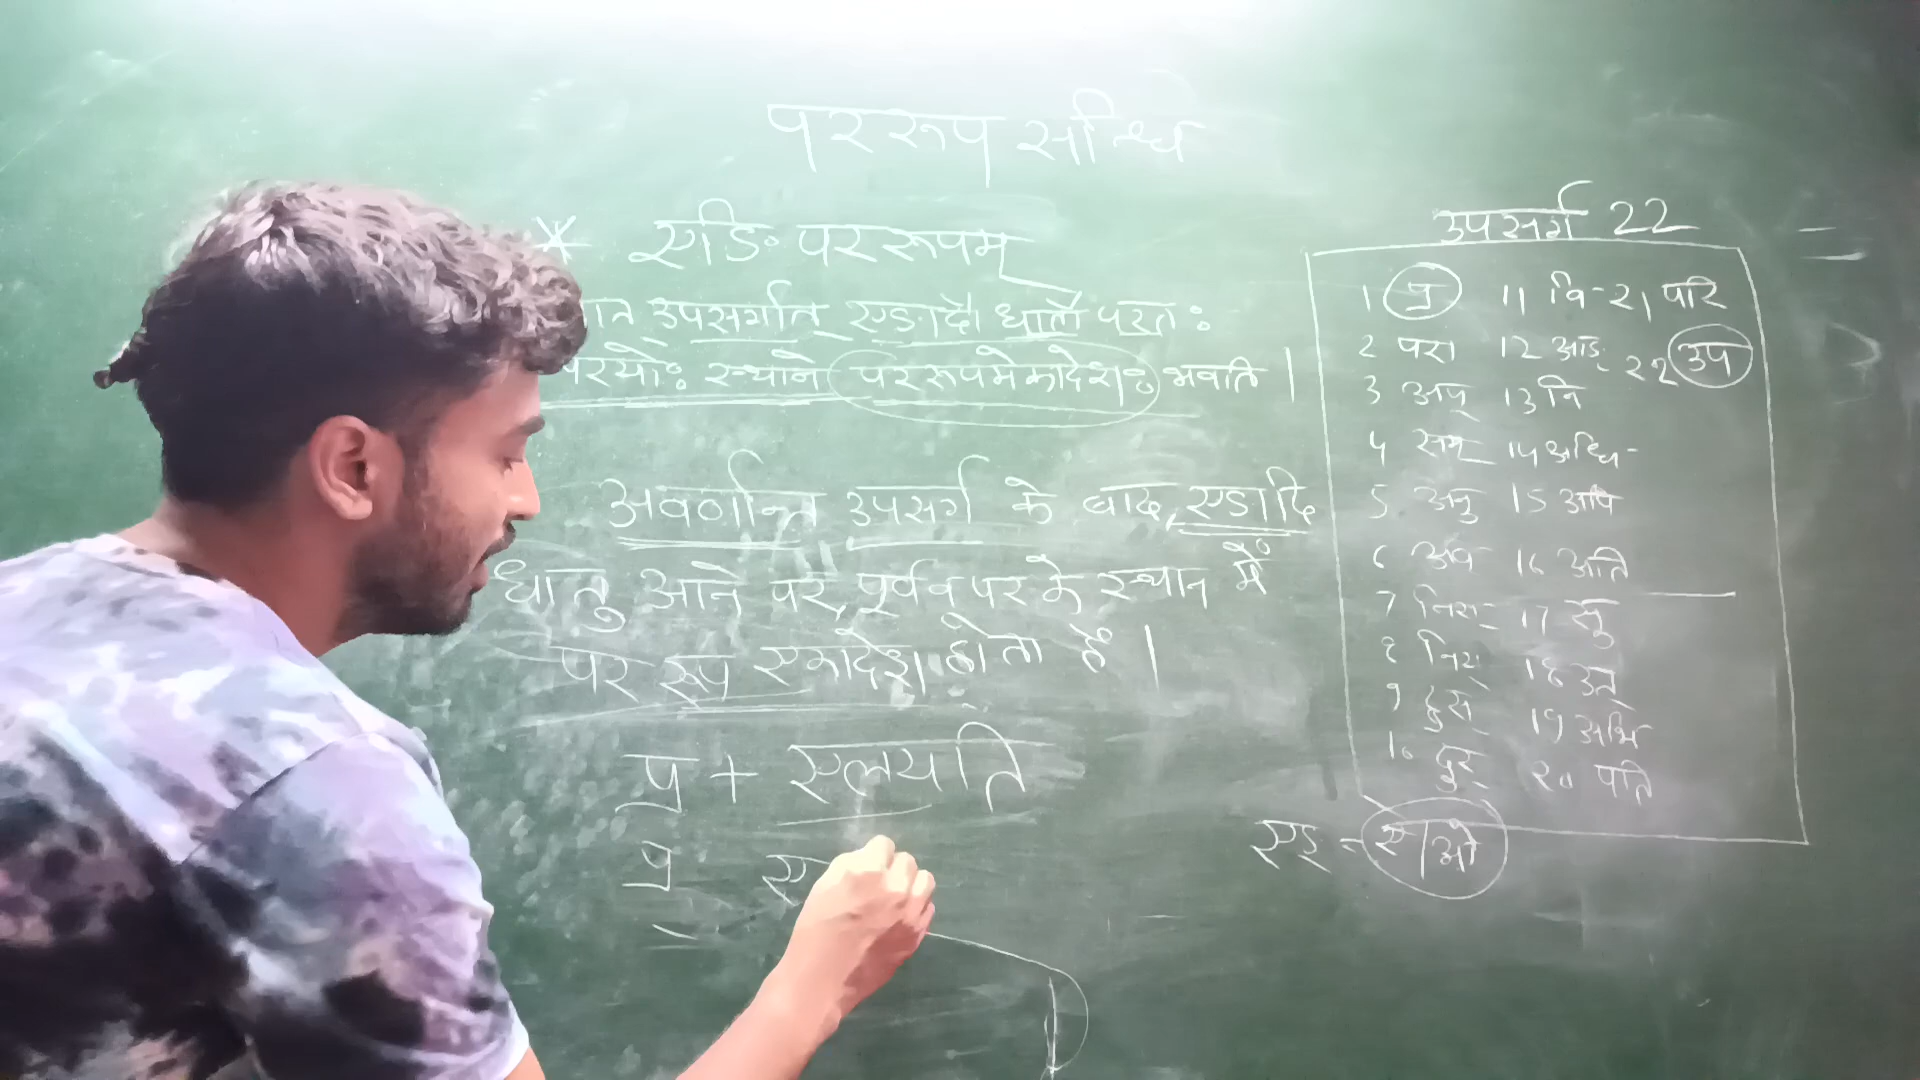 पररूप सन्धि
* एङि पररूपम्
उपसर्गात् एङादौ धातौ परतः
परयोः स्थाने पररूपमेकादेशः भवति |
अवर्णान्त उपसर्ग के बाद, एङादि
धातु आने पर, पूर्व व पर के स्थान में
पर रूप एकादेश होता है |
प्र + एलयति
प्र ए
उपसर्ग 22
1 प्र 11 वि - 21 परि
2 परा 12 आङ् 22 उप
3 अप् 13 नि
4 सम् 14 अधि -
5 अनु 15 अपि
6 अव 16 अति
7 निस् 17 सु
8 निर् 18 उत्
9 दुस् 19 अभि
10 दुर् 20 पति
एङ् - ए/ओ